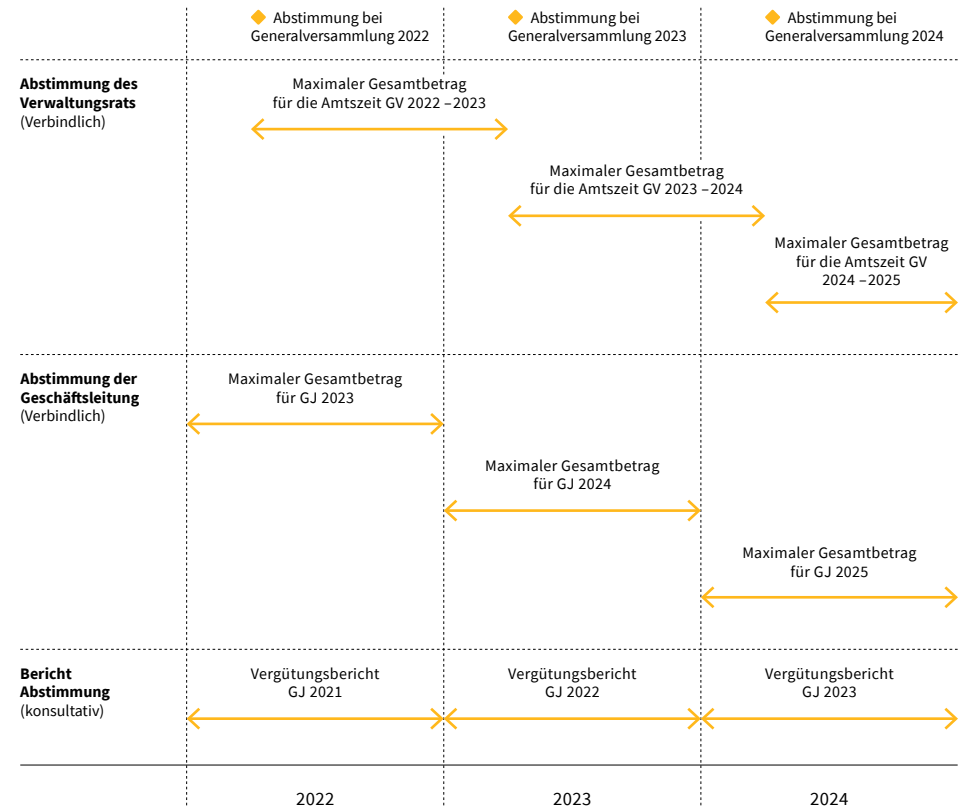 Abstimmung bei
Generalversammlung 2022
Abstimmung bei
Generalversammlung 2023
Abstimmung bei
Generalversammlung 2024
Abstimmung des
Verwaltungsrats
(Verbindlich)
Maximaler Gesamtbetrag
für die Amtszeit GV 2022 –2023
Maximaler Gesamtbetrag
für die Amtszeit GV 2023 –2024
Maximaler Gesamtbetrag
für die Amtszeit GV
2024 –2025
Abstimmung der
Geschäftsleitung
(Verbindlich)
Maximaler Gesamtbetrag
für GJ 2023
Maximaler Gesamtbetrag
für GJ 2024
Maximaler Gesamtbetrag
für GJ 2025
Bericht
Abstimmung
(konsultativ)
Vergütungsbericht
GJ 2021
Vergütungsbericht
GJ 2022
Vergütungsbericht
GJ 2023
2022
2023
2024